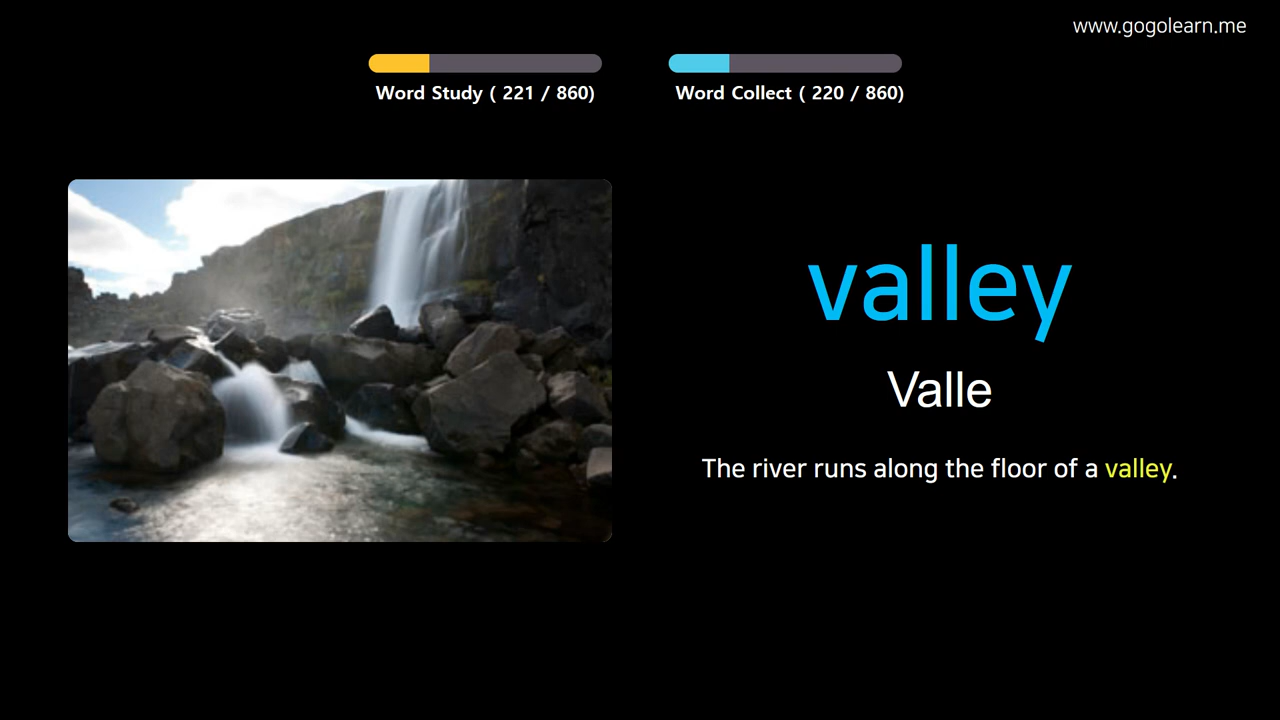 www.gogolearn.me
Word Study ( 221 / 860)
Word Collect ( 220 / 860)
valley
Valle
The river runs along the floor of a valley.